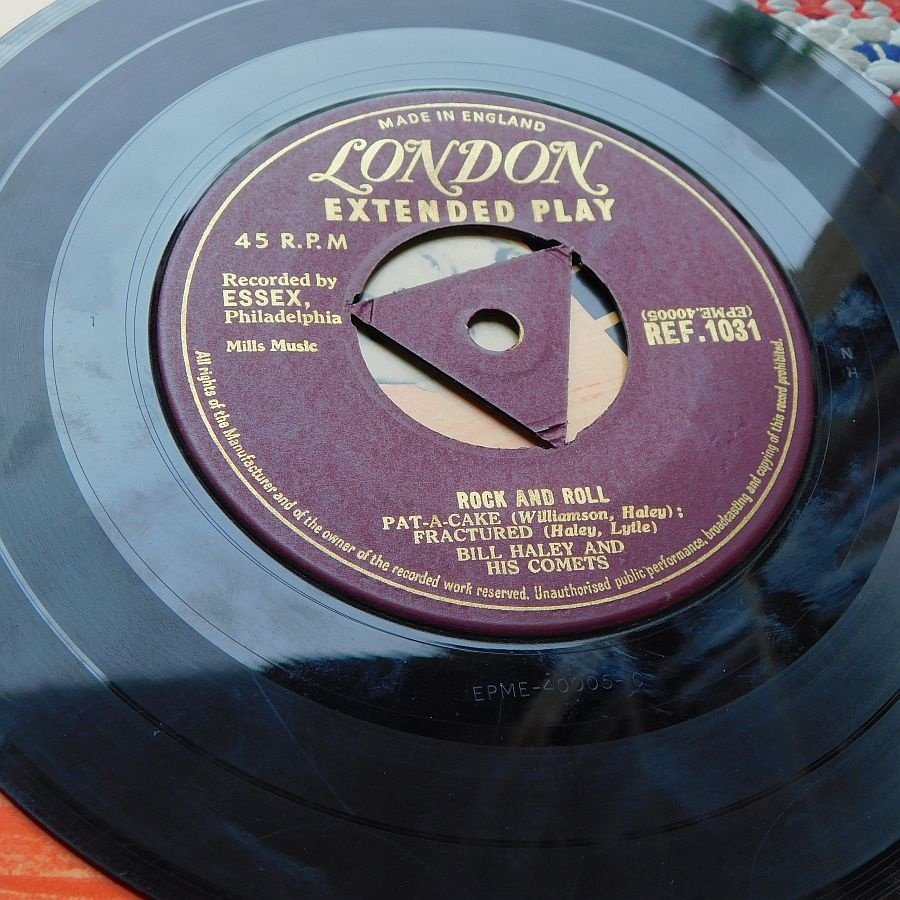 MADE IN ENGLAND
LONDON
EXTENDED PLAY
45 R.P.M
Recorded by
ESSEX,
Philadelphia
Mills Music
(EPME.40005)
REF.1031
ROCK AND ROLL
PAT-A-CAKE (Williamson, Haley);
FRACTURED (Haley, Lytle)
BILL HALEY AND
HIS COMETS
All rights of the Manufacturer and of the owner of the recorded work reserved. Unauthorised public performance, broadcasting and copying of this record prohibited.
EPME-40005-C
N
H
1